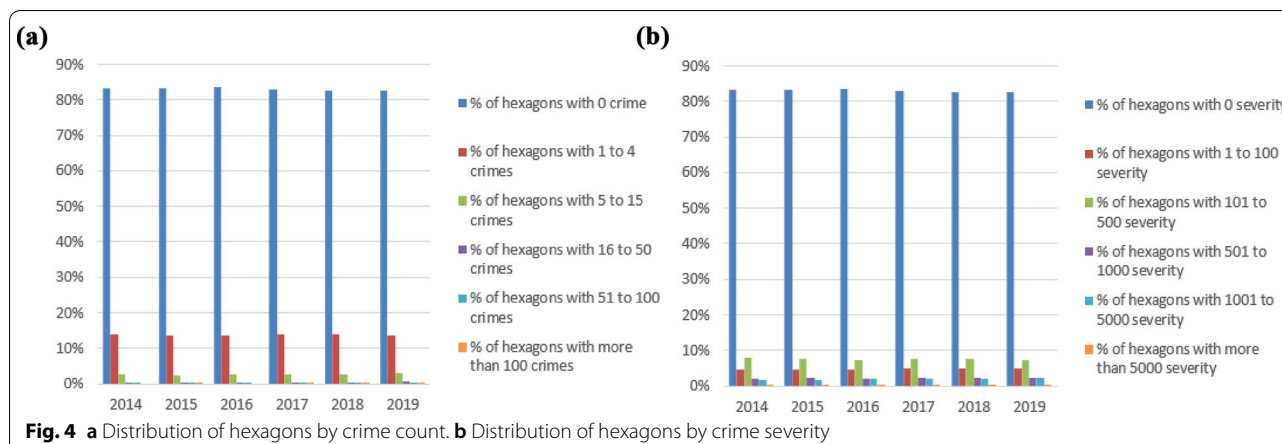 (a)
90%
80%
70%
60%
50%
40%
30%
20%
10%
0%
2014 2015 2016 2017 2018 2019
% of hexagons with 0 crime
% of hexagons with 1 to 4
crimes
% of hexagons with 5 to 15
crimes
% of hexagons with 16 to 50
crimes
% of hexagons with 51 to 100
crimes
% of hexagons with more
than 100 crimes
(b)
90%
80%
70%
60%
50%
40%
30%
20%
10%
0%
2014 2015 2016 2017 2018 2019
% of hexagons with 0 severity
% of hexagons with 1 to 100
severity
% of hexagons with 101 to
500 severity
% of hexagons with 501 to
1000 severity
% of hexagons with 1001 to
5000 severity
% of hexagons with more
than 5000 severity
Fig. 4 a Distribution of hexagons by crime count. b Distribution of hexagons by crime severity